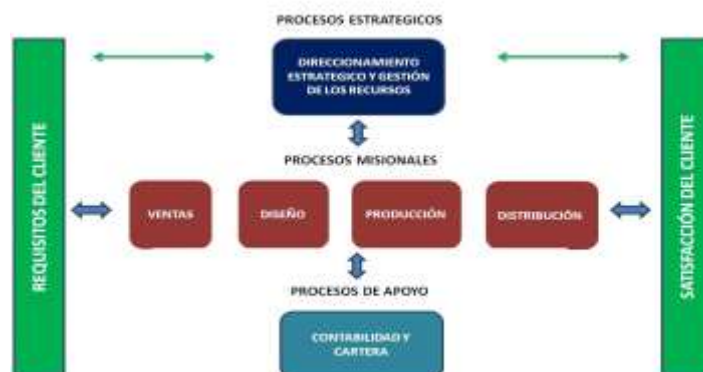 PROCESOS ESTRATEGICOS
DIRECCIONAMIENTO
ESTRATEGICO Y GESTIÓN
DE LOS RECURSOS
REQUISITOS DEL CLIENTE
PROCESOS MISIONALES
VENTAS
DISEÑO
PRODUCCIÓN
DISTRIBUCIÓN
SATISFACCIÓN DEL CLIENTE
PROCESOS DE APOYO
CONTABILIDAD Y
CARTERA